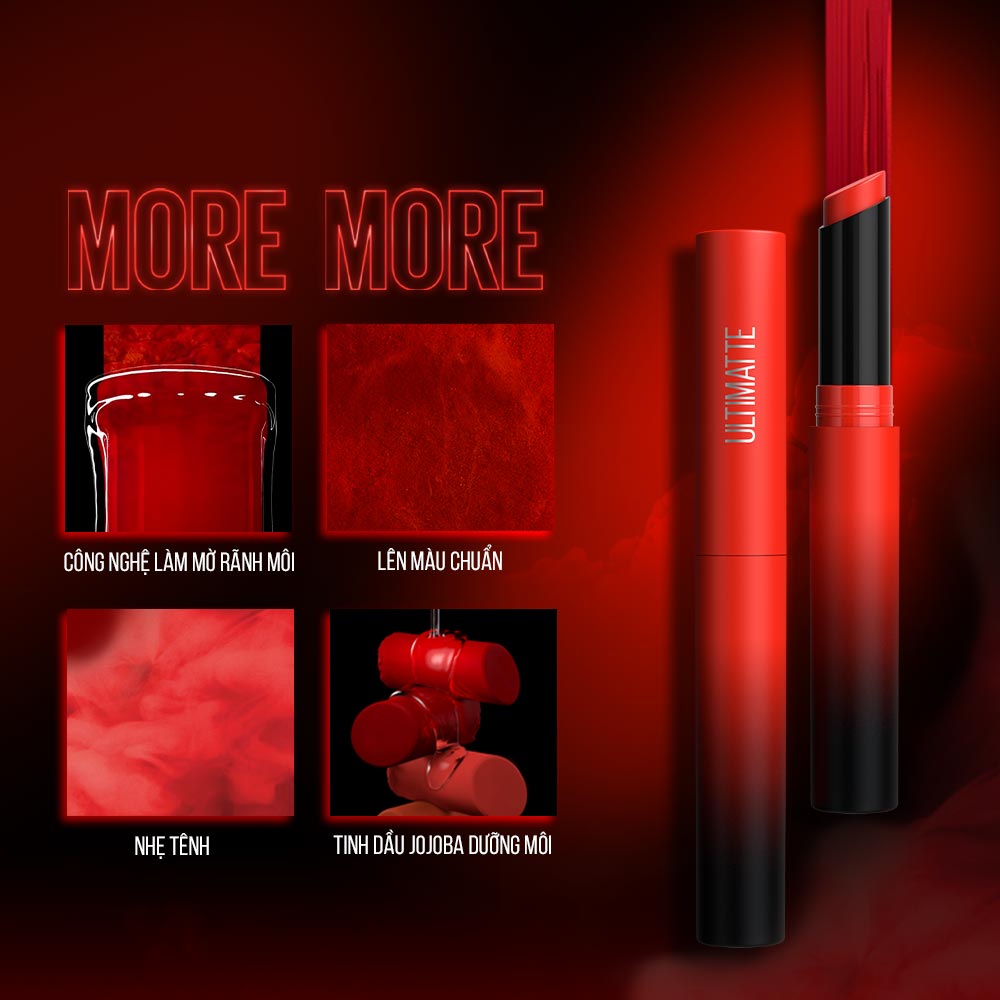 MORE MORE
CÔNG NGHỆ LÀM MỜ RÃNH MÔI
LÊN MÀU CHUẨN
NHẸ TÊNH
TINH DẦU JOJOBA DƯỠNG MÔI
ULTIMATTE